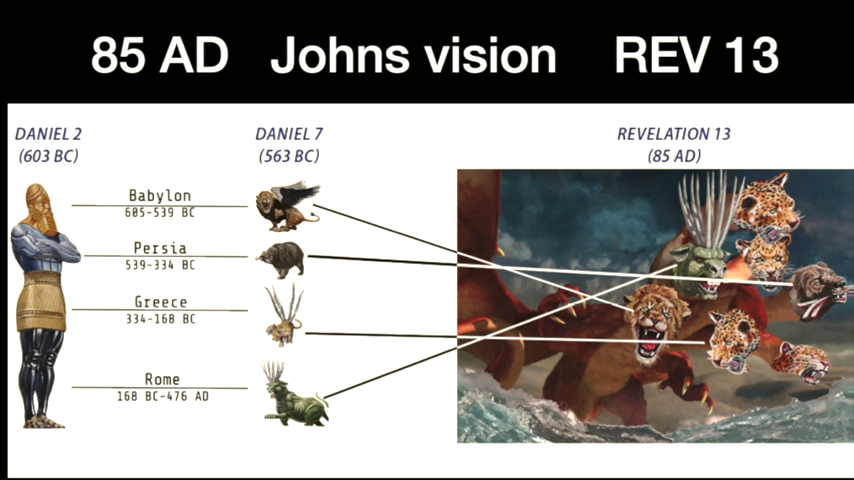 85 AD Johns vision REV 13
DANIEL 2
(603 BC)
DANIEL 7
(563 BC)
REVELATION 13
(85 AD)
Babylon
605-539 BC
Persia
539-334 BC
Greece
334-168 BC
Rome
168 BC-476 AD